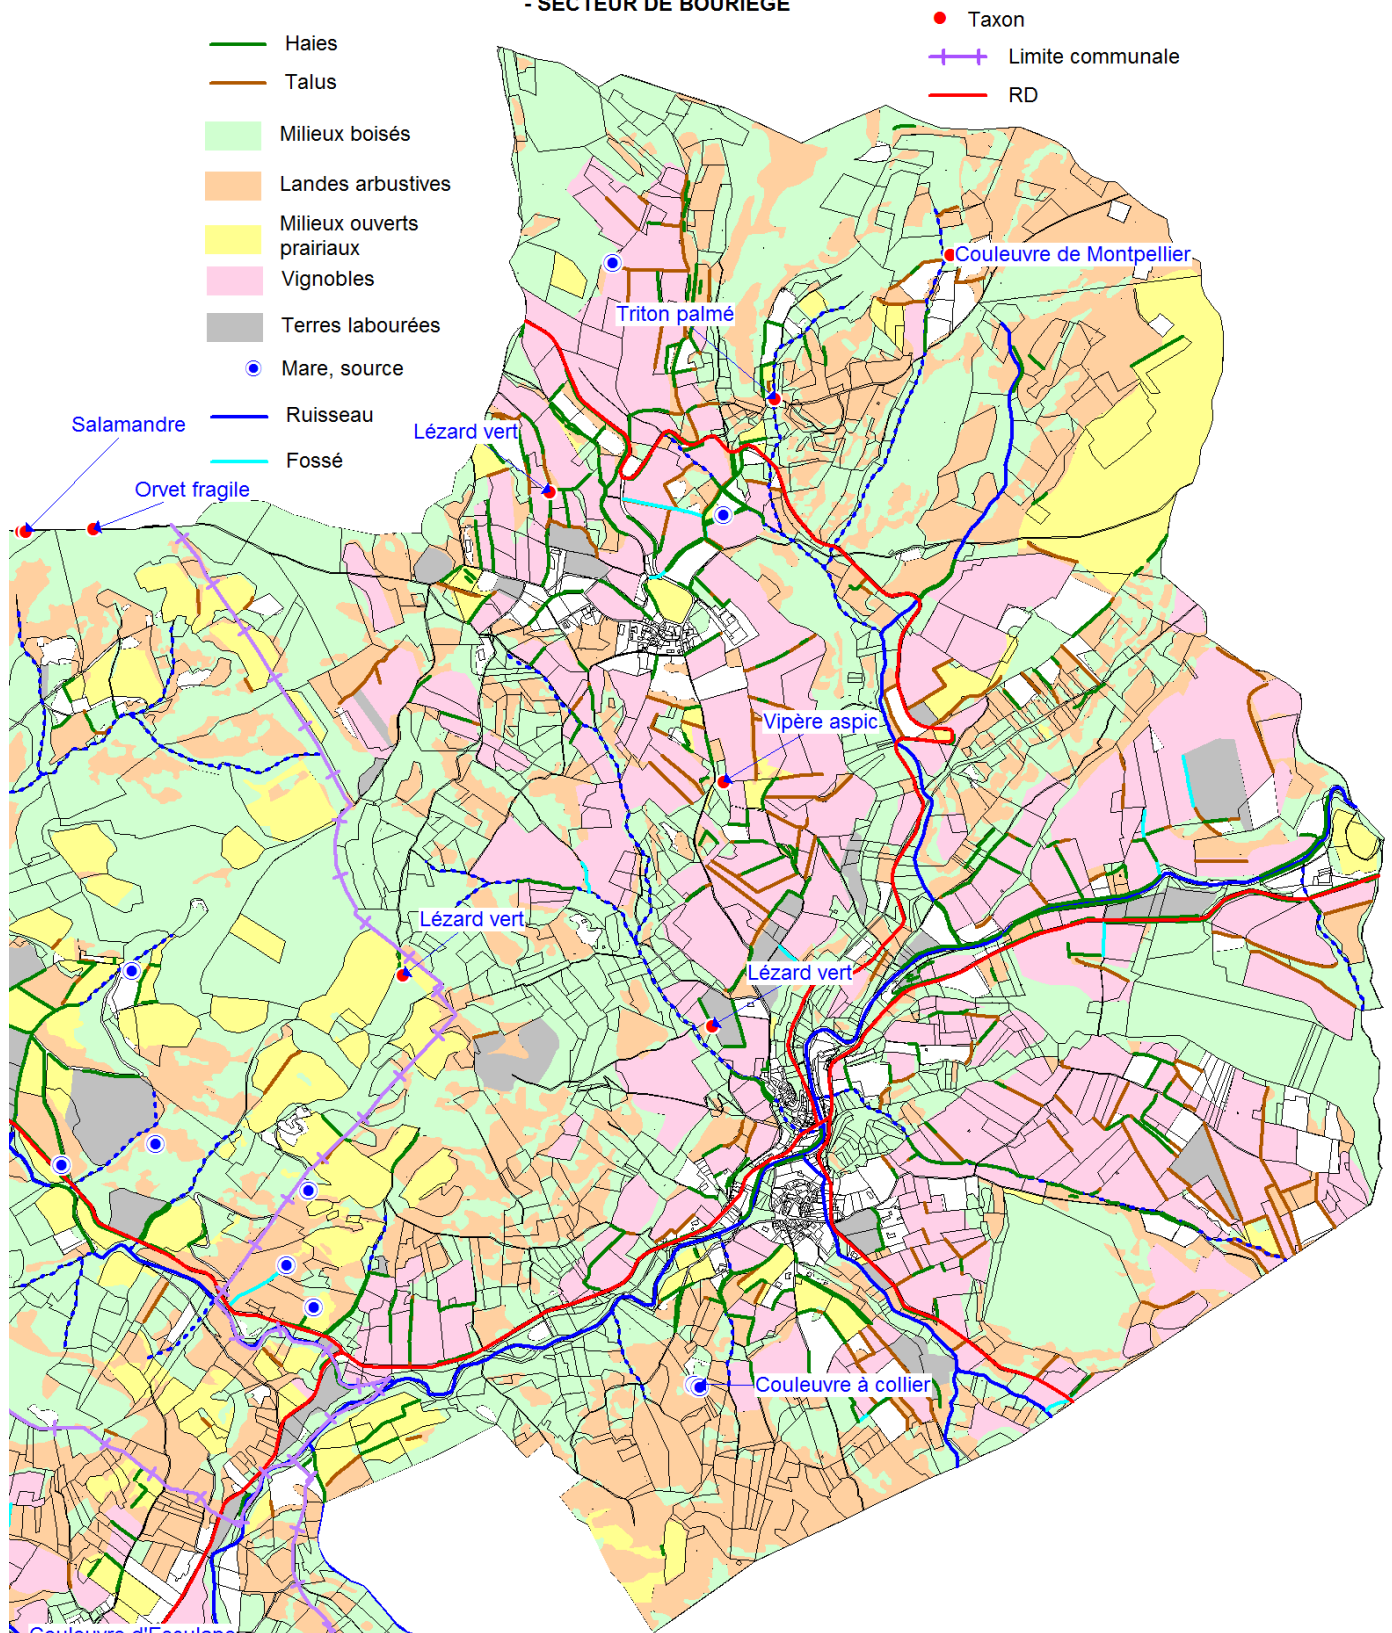 - SECTEUR DE BOURIEGE
Haies
Talus
Milieux boisés
Landes arbustives
Milieux ouverts
prairiaux
Vignobles
Terres labourées
Mare, source
Ruisseau
Fossé
Taxon
Limite communale
RD
Couleuvre de Montpellier
Triton palmé
Salamandre
Lézard vert
Orvet fragile
Vipère aspic
Lézard vert
Lézard vert
Couleuvre à collier
Couleuvre d'Esculape